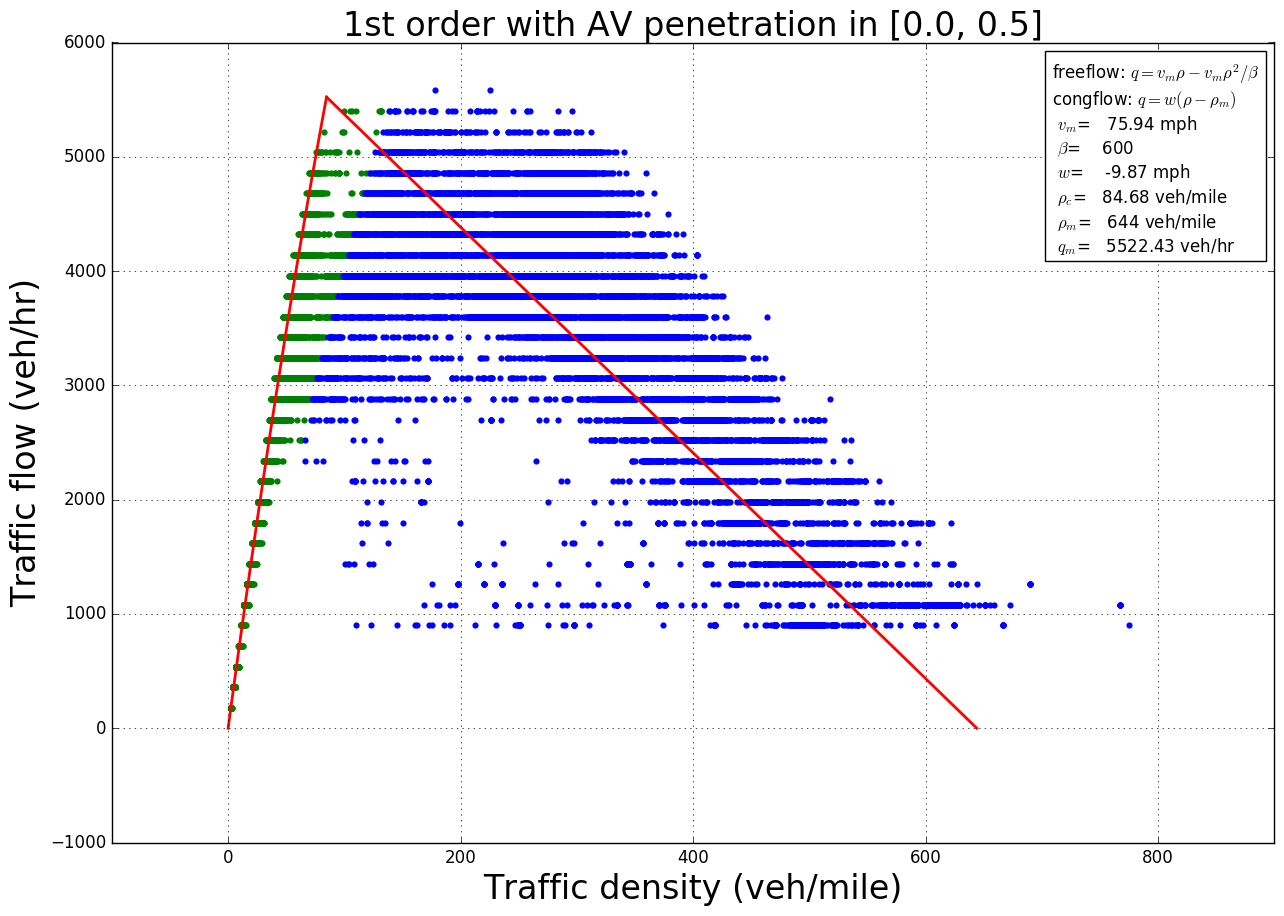 1st order with AV penetration in [0.0, 0.5]
6000
5000
4000
3000
2000
1000
0
−1000
Traffic flow (veh/hr)
freeflow: q = v_m ρ − v_m ρ²/β
congflow: q = w(ρ − ρ_m)
v_m= 75.94 mph
β= 600
w= -9.87 mph
ρ_c= 84.68 veh/mile
ρ_m= 644 veh/mile
q_m= 5522.43 veh/hr
0 200 400 600 800
Traffic density (veh/mile)